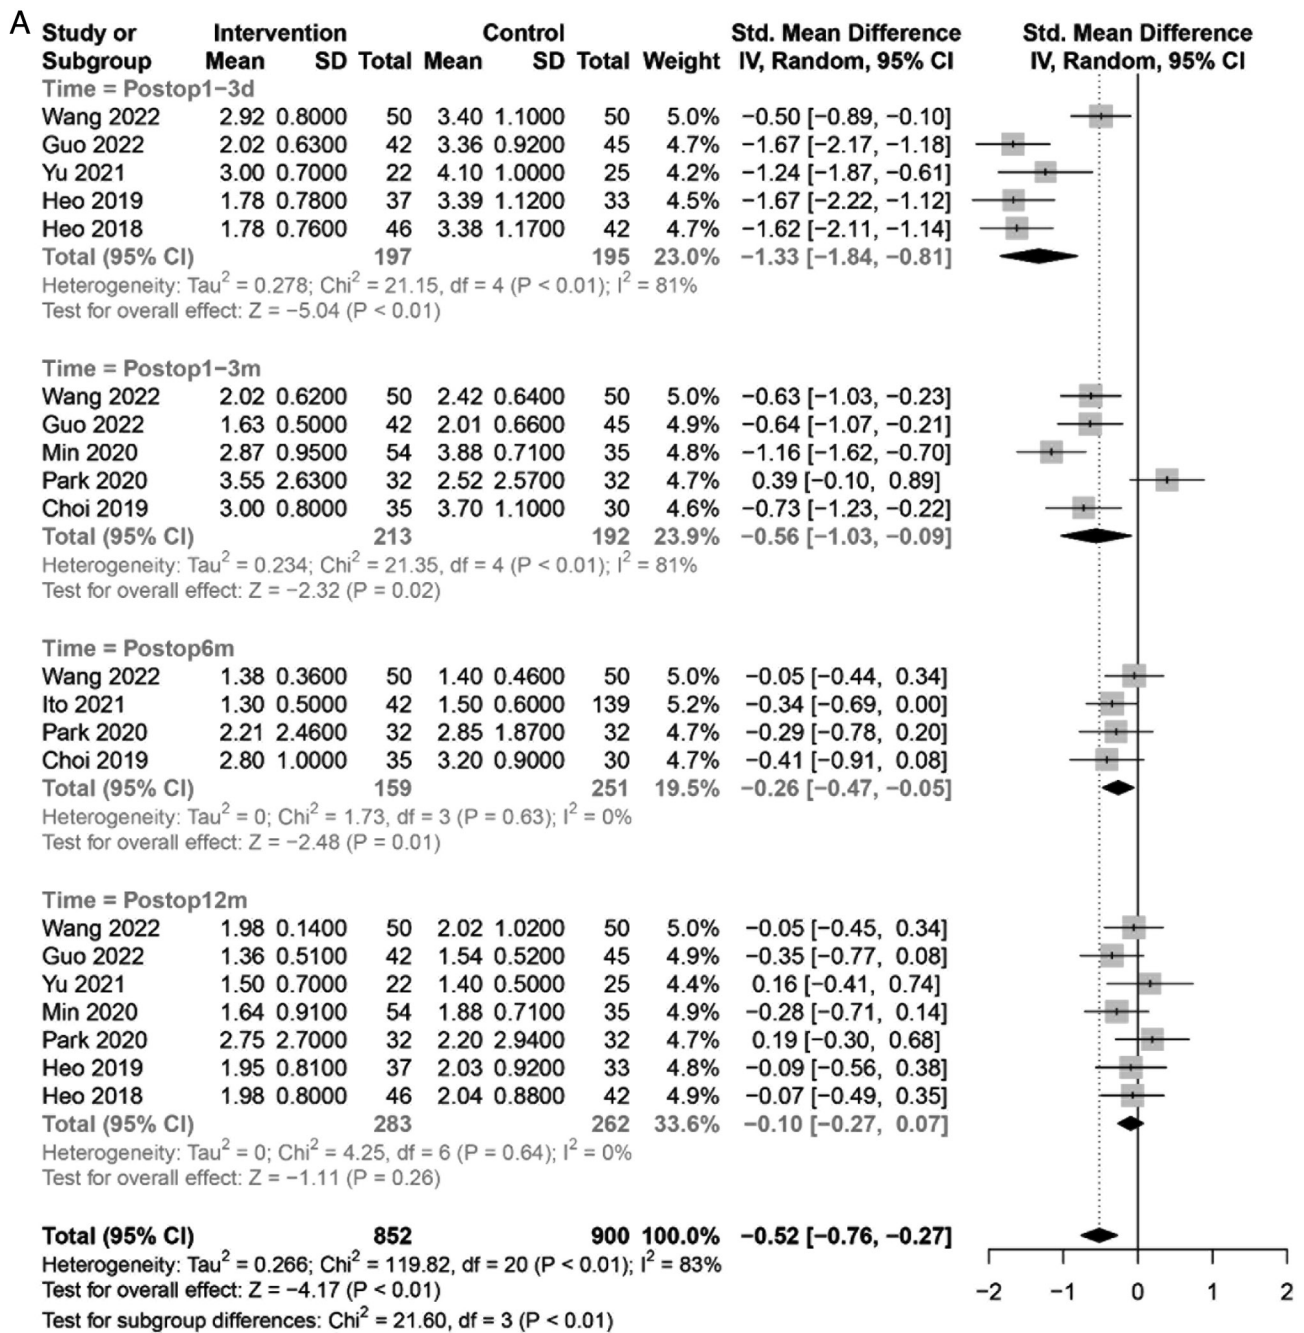 A
Study or Intervention Control Std. Mean Difference Std. Mean Difference
Subgroup Mean SD Total Mean SD Total Weight IV, Random, 95% CI IV, Random, 95% CI
Time = Postop1−3d
Wang 2022 2.92 0.8000 50 3.40 1.1000 50 5.0% −0.50 [−0.89, −0.10]
Guo 2022 2.02 0.6300 42 3.36 0.9200 45 4.7% −1.67 [−2.17, −1.18]
Yu 2021 3.00 0.7000 22 4.10 1.0000 25 4.2% −1.24 [−1.87, −0.61]
Heo 2019 1.78 0.7800 37 3.39 1.1200 33 4.5% −1.67 [−2.22, −1.12]
Heo 2018 1.78 0.7600 46 3.38 1.1700 42 4.7% −1.62 [−2.11, −1.14]
Total (95% CI) 197 195 23.0% −1.33 [−1.84, −0.81]
Heterogeneity: Tau² = 0.278; Chi² = 21.15, df = 4 (P < 0.01); I² = 81%
Test for overall effect: Z = −5.04 (P < 0.01)
Time = Postop1−3m
Wang 2022 2.02 0.6200 50 2.42 0.6400 50 5.0% −0.63 [−1.03, −0.23]
Guo 2022 1.63 0.5000 42 2.01 0.6600 45 4.9% −0.64 [−1.07, −0.21]
Min 2020 2.87 0.9500 54 3.88 0.7100 35 4.8% −1.16 [−1.62, −0.70]
Park 2020 3.55 2.6300 32 2.52 2.5700 32 4.7% 0.39 [−0.10, 0.89]
Choi 2019 3.00 0.8000 35 3.70 1.1000 30 4.6% −0.73 [−1.23, −0.22]
Total (95% CI) 213 192 23.9% −0.56 [−1.03, −0.09]
Heterogeneity: Tau² = 0.234; Chi² = 21.35, df = 4 (P < 0.01); I² = 81%
Test for overall effect: Z = −2.32 (P = 0.02)
Time = Postop6m
Wang 2022 1.38 0.3600 50 1.40 0.4600 50 5.0% −0.05 [−0.44, 0.34]
Ito 2021 1.30 0.5000 42 1.50 0.6000 139 5.2% −0.34 [−0.69, 0.00]
Park 2020 2.21 2.4600 32 2.85 1.8700 32 4.7% −0.29 [−0.78, 0.20]
Choi 2019 2.80 1.0000 35 3.20 0.9000 30 4.7% −0.41 [−0.91, 0.08]
Total (95% CI) 159 251 19.5% −0.26 [−0.47, −0.05]
Heterogeneity: Tau² = 0; Chi² = 1.73, df = 3 (P = 0.63); I² = 0%
Test for overall effect: Z = −2.48 (P = 0.01)
Time = Postop12m
Wang 2022 1.98 0.1400 50 2.02 1.0200 50 5.0% −0.05 [−0.45, 0.34]
Guo 2022 1.36 0.5100 42 1.54 0.5200 45 4.9% −0.35 [−0.77, 0.08]
Yu 2021 1.50 0.7000 22 1.40 0.5000 25 4.4% 0.16 [−0.41, 0.74]
Min 2020 1.64 0.9100 54 1.88 0.7100 35 4.9% −0.28 [−0.71, 0.14]
Park 2020 2.75 2.7000 32 2.20 2.9400 32 4.7% 0.19 [−0.30, 0.68]
Heo 2019 1.95 0.8100 37 2.03 0.9200 33 4.8% −0.09 [−0.56, 0.38]
Heo 2018 1.98 0.8000 46 2.04 0.8800 42 4.9% −0.07 [−0.49, 0.35]
Total (95% CI) 283 262 33.6% −0.10 [−0.27, 0.07]
Heterogeneity: Tau² = 0; Chi² = 4.25, df = 6 (P = 0.64); I² = 0%
Test for overall effect: Z = −1.11 (P = 0.26)
Total (95% CI) 852 900 100.0% −0.52 [−0.76, −0.27]
Heterogeneity: Tau² = 0.266; Chi² = 119.82, df = 20 (P < 0.01); I² = 83%
Test for overall effect: Z = −4.17 (P < 0.01)
Test for subgroup differences: Chi² = 21.60, df = 3 (P < 0.01)
−2 −1 0 1 2